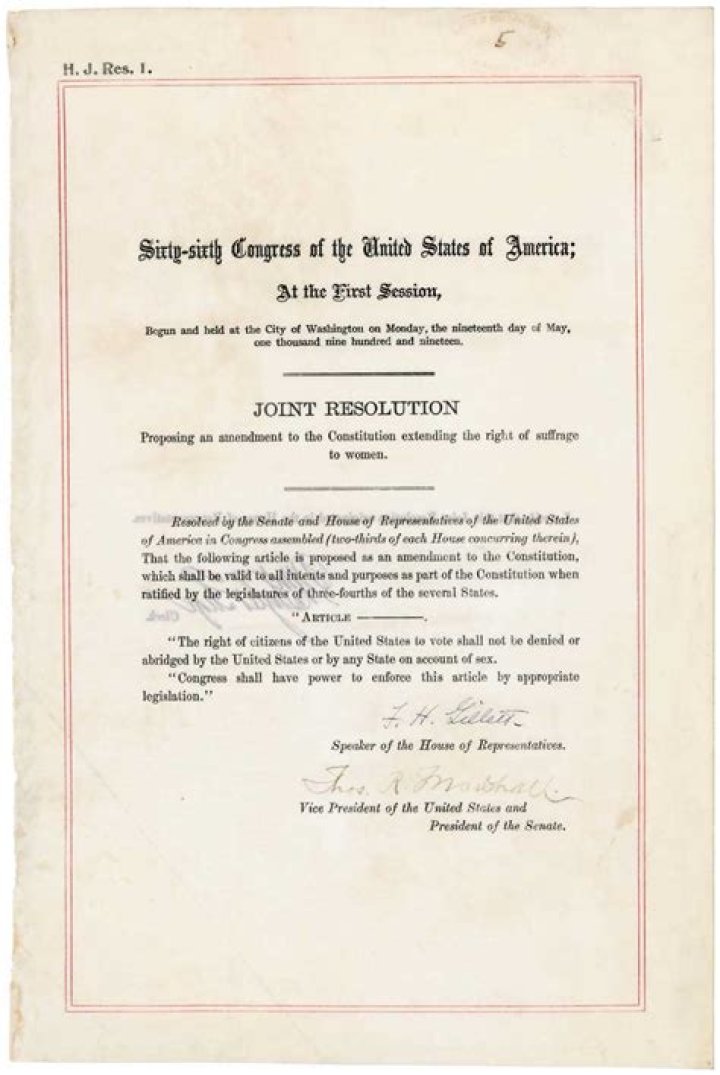 5
H. J. Res. 1.
Sixty-sixth Congress of the United States of America;
At the First Session,
Begun and held at the City of Washington on Monday, the nineteenth day of May,
one thousand nine hundred and nineteen.
JOINT RESOLUTION
Proposing an amendment to the Constitution extending the right of suffrage
to women.
Resolved by the Senate and House of Representatives of the United States
of America in Congress assembled (two-thirds of each House concurring therein),
That the following article is proposed as an amendment to the Constitution,
which shall be valid to all intents and purposes as part of the Constitution when
ratified by the legislatures of three-fourths of the several States.
"ARTICLE ———.
"The right of citizens of the United States to vote shall not be denied or
abridged by the United States or by any State on account of sex.
"Congress shall have power to enforce this article by appropriate
legislation."
F. H. Gillett
Speaker of the House of Representatives.
Thos. R. Marshall.
Vice President of the United States and
President of the Senate.